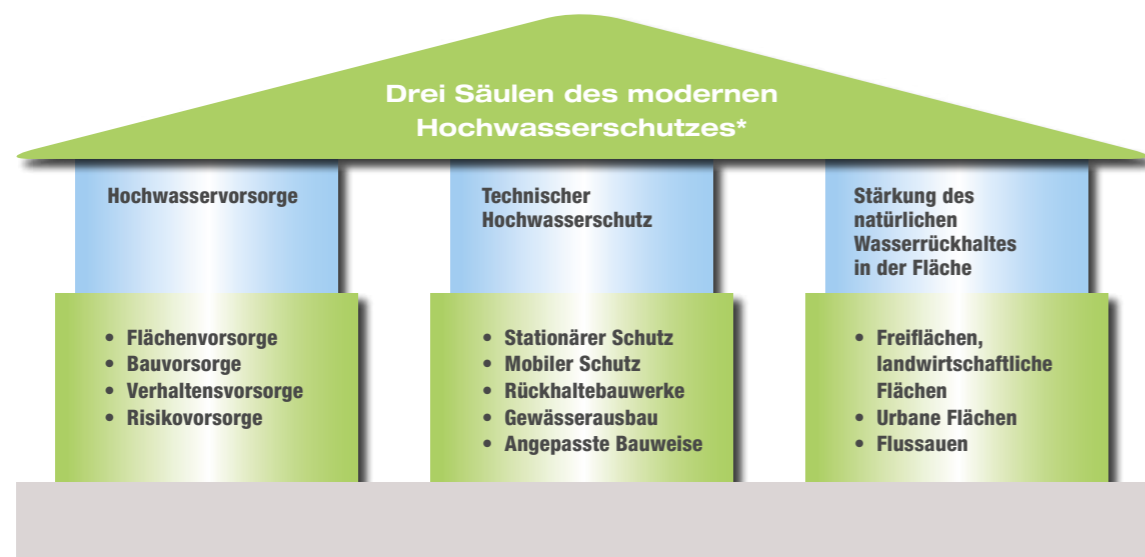 Drei Säulen des modernen
Hochwasserschutzes*
Hochwasservorsorge
• Flächenvorsorge
• Bauvorsorge
• Verhaltensvorsorge
• Risikovorsorge
Technischer
Hochwasserschutz
• Stationärer Schutz
• Mobiler Schutz
• Rückhaltebauwerke
• Gewässerausbau
• Angepasste Bauweise
Stärkung des
natürlichen
Wasserrückhaltes
in der Fläche
• Freiflächen,
landwirtschaftliche
Flächen
• Urbane Flächen
• Flussauen